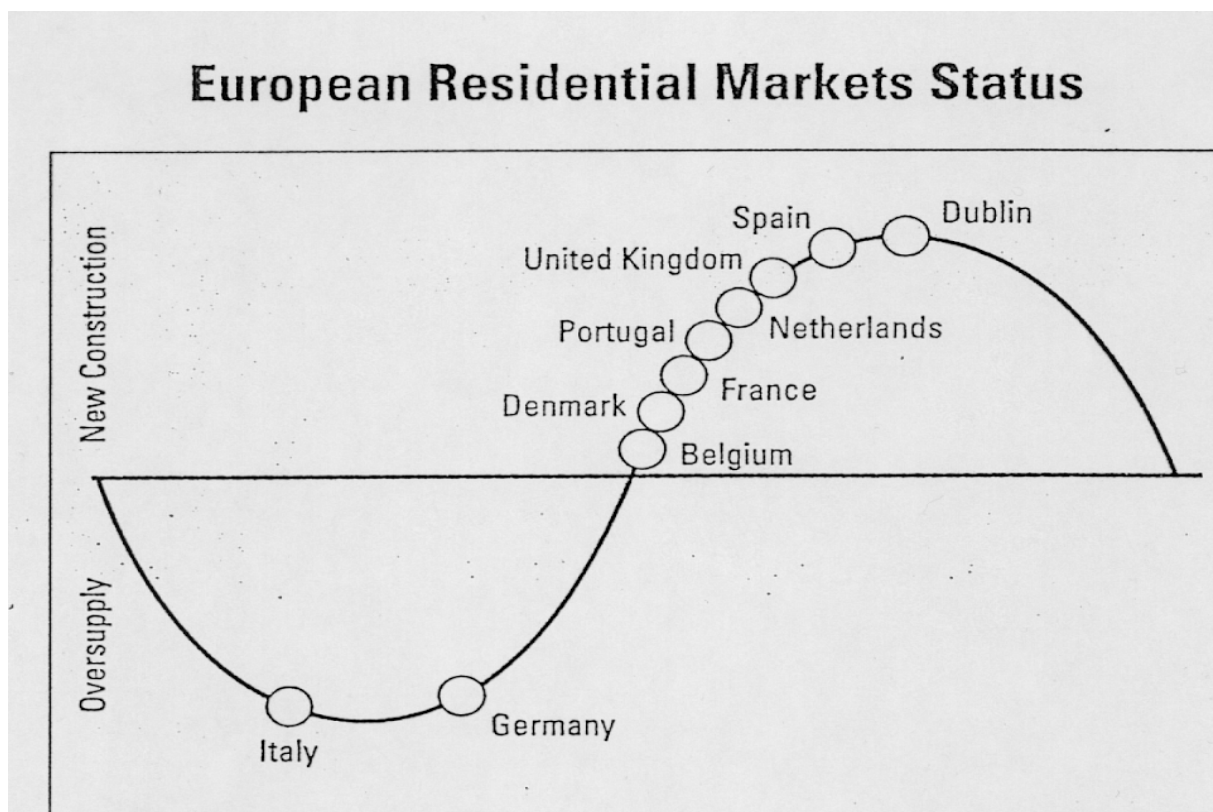 European Residential Markets Status
New Construction
Oversupply
Dublin
Spain
United Kingdom
Netherlands
Portugal
France
Denmark
Belgium
Germany
Italy